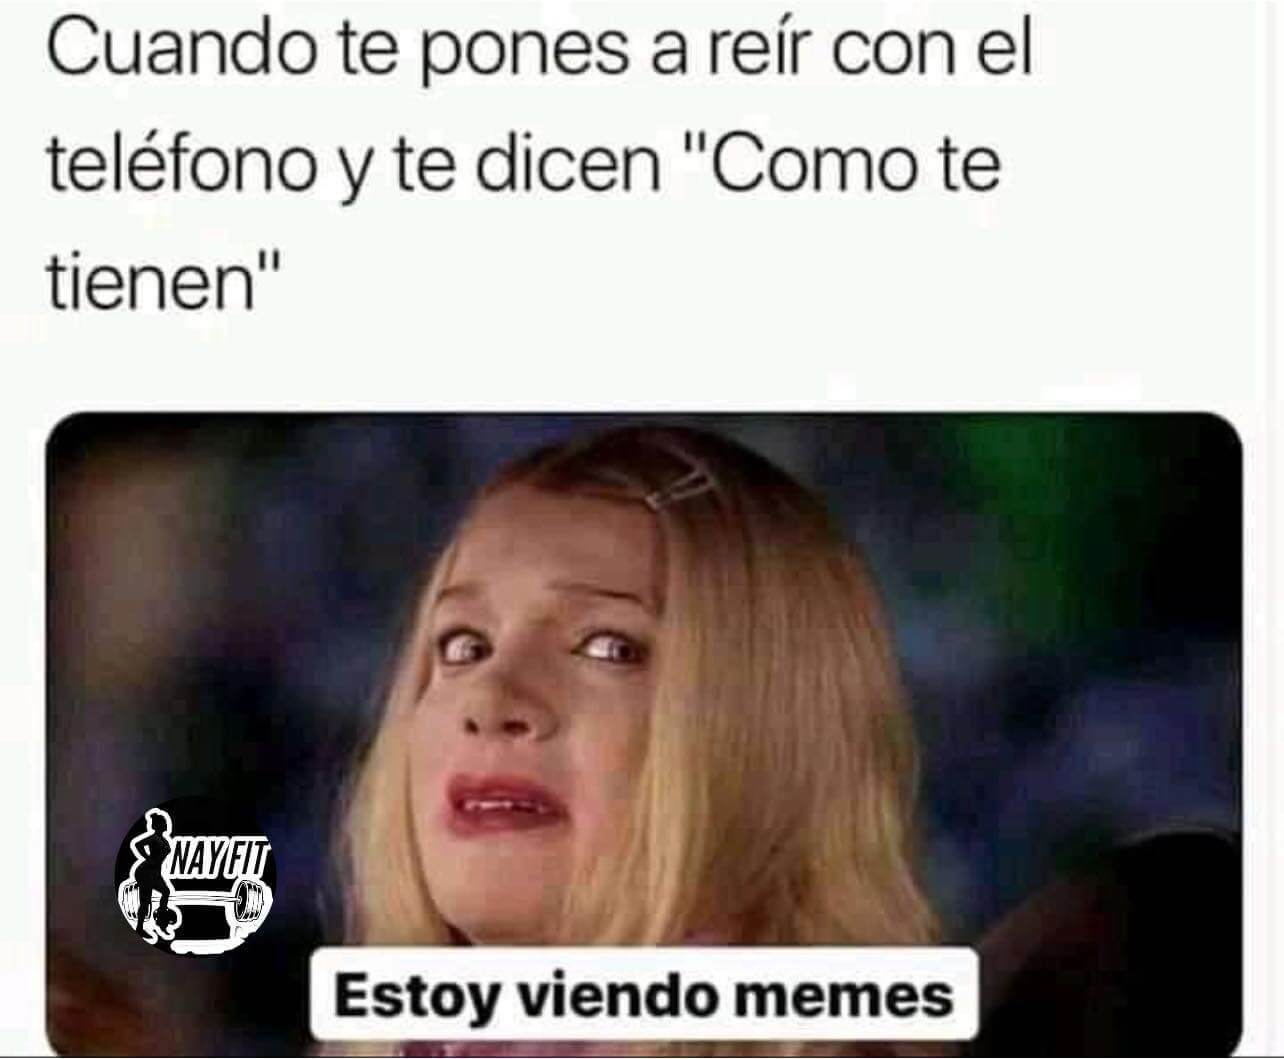 Cuando te pones a reír con el
teléfono y te dicen "Como te
tienen"
NAY FIT
Estoy viendo memes